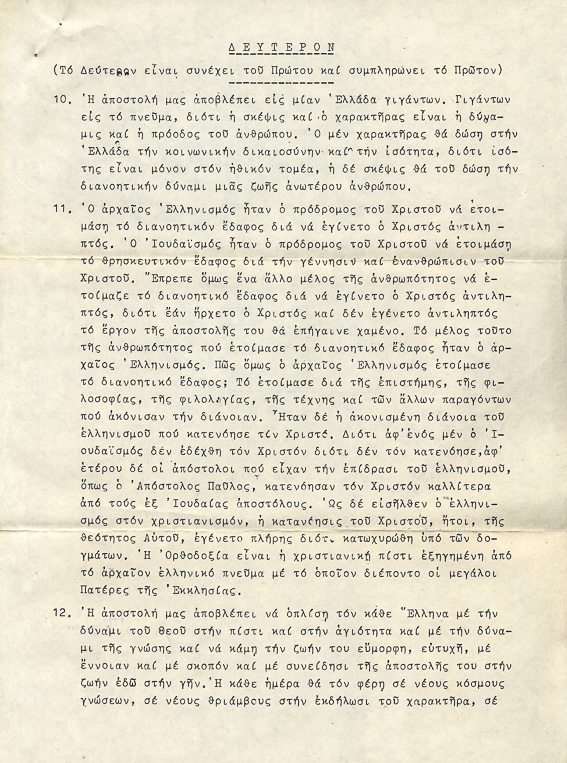 ΔΕΥΤΕΡΟΝ
(Τό Δεύτερον εἶναι συνέχει τοῦ Πρώτου καί συμπληρώνει τό Πρῶτον)
10. Ἡ ἀποστολή μας ἀποβλέπει εἰς μίαν Ἑλλάδα γιγάντων. Γιγάντων
εἰς τό πνεῦμα, διότι ἡ σκέψις καί ὁ χαρακτῆρας εἶναι ἡ δύνα-
μις καί ἡ πρόοδος τοῦ ἀνθρώπου. Ὁ μέν χαρακτῆρας θά δώση στήν
Ἑλλάδα τήν κοινωνικήν δικαιοσύνην καί τήν ἰσότητα, διότι ἰσό-
της εἶναι μόνον στόν ἠθικόν τομέα, ἡ δέ σκέψις θά τοῦ δώση τήν
διανοητικήν δύναμι μιᾶς ζωῆς ἀνωτέρου ἀνθρώπου.
11. Ὁ ἀρχαῖος Ἑλληνισμός ἦταν ὁ πρόδρομος τοῦ Χριστοῦ νά ἑτοι-
μάση τό διανοητικόν ἔδαφος διά νά ἐγίνετο ὁ Χριστός ἀντιλη-
πτός. Ὁ Ἰουδαϊσμός ἦταν ὁ πρόδρομος τοῦ Χριστοῦ νά ἑτοιμάση
τό θρησκευτικόν ἔδαφος διά τήν γέννησιν καί ἐνανθρώπισιν τοῦ
Χριστοῦ. Ἔπρεπε ὅμως ἕνα ἄλλο μέλος τῆς ἀνθρωπότητος νά ἑ-
τοίμαζε τό διανοητικό ἔδαφος διά νά ἐγίνετο ὁ Χριστός ἀντιλη-
πτός, διότι ἐάν ἤρχετο ὁ Χριστός καί δέν ἐγένετο ἀντιληπτός
τό ἔργον τῆς ἀποστολῆς του θά ἐπήγαινε χαμένο. Τό μέλος τοῦτο
τῆς ἀνθρωπότητος πού ἑτοίμασε τό διανοητικό ἔδαφος ἦταν ὁ ἀρ-
χαῖος Ἑλληνισμός. Πῶς ὅμως ὁ ἀρχαῖος Ἑλληνισμός ἑτοίμασε
τό διανοητικό ἔδαφος; Τό ἑτοίμασε διά τῆς ἐπιστήμης, τῆς φι-
λοσοφίας, τῆς φιλολογίας, τῆς τέχνης καί τῶν ἄλλων παραγόντων
πού ἀκόνισαν τήν διάνοιαν. Ἦταν δέ ἡ ἀκονισμένη διάνοια τοῦ
ἑλληνισμοῦ πού κατενόησε τόν Χριστό. Διότι ἀφ'ἑνός μέν ὁ Ἰ-
ουδαϊσμός δέν ἐδέχθη τόν Χριστόν διότι δέν τόν κατενόησε,ἀφ'
ἑτέρου δέ οἱ ἀπόστολοι πού εἶχαν τήν ἐπίδρασι τοῦ ἑλληνισμοῦ,
ὅπως ὁ Ἀπόστολος Παῦλος, κατενόησαν τόν Χριστόν καλλίτερα
ἀπό τούς ἐξ Ἰουδαίας ἀποστόλους. Ὡς δέ εἰσῆλθεν ὁ ἑλληνι-
σμός στόν χριστιανισμόν, ἡ κατανόησις τοῦ Χριστοῦ, ἤτοι, τῆς
θεότητος Αὐτοῦ, ἐγένετο πλήρης διότι κατωχυρώθη ὑπό τῶν δο-
γμάτων. Ἡ Ὀρθοδοξία εἶναι ἡ χριστιανική πίστι ἐξηγημένη ἀπό
τό ἀρχαῖον ἑλληνικό πνεῦμα μέ τό ὁποῖον διέποντο οἱ μεγάλοι
Πατέρες τῆς Ἐκκλησίας.
12. Ἡ ἀποστολή μας ἀποβλέπει νά ὁπλίση τόν κάθε Ἕλληνα μέ τήν
δύναμι τοῦ θεοῦ στήν πίστι καί στήν ἁγιότητα καί μέ τήν δύνα-
μι τῆς γνώσης καί νά κάμη τήν ζωήν του εὔμορφη, εὐτυχῆ, μέ
ἔννοιαν καί μέ σκοπόν καί μέ συνείδησι τῆς ἀποστολῆς του στήν
ζωήν ἐδῶ στήν γῆν. Ἡ κάθε ἡμέρα θά τόν φέρη σέ νέους κόσμους
γνώσεων, σέ νέους θριάμβους στήν ἐκδήλωσι τοῦ χαρακτῆρα, σέ